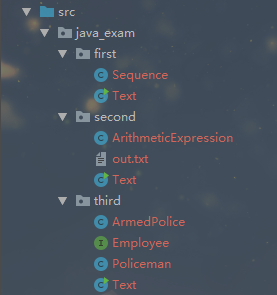 src
java_exam
first
Sequence
Text
second
ArithmeticExpression
out.txt
Text
third
ArmedPolice
Employee
Policeman
Text